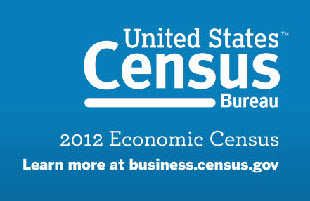 United States™
Census
Bureau
2012 Economic Census
Learn more at business.census.gov